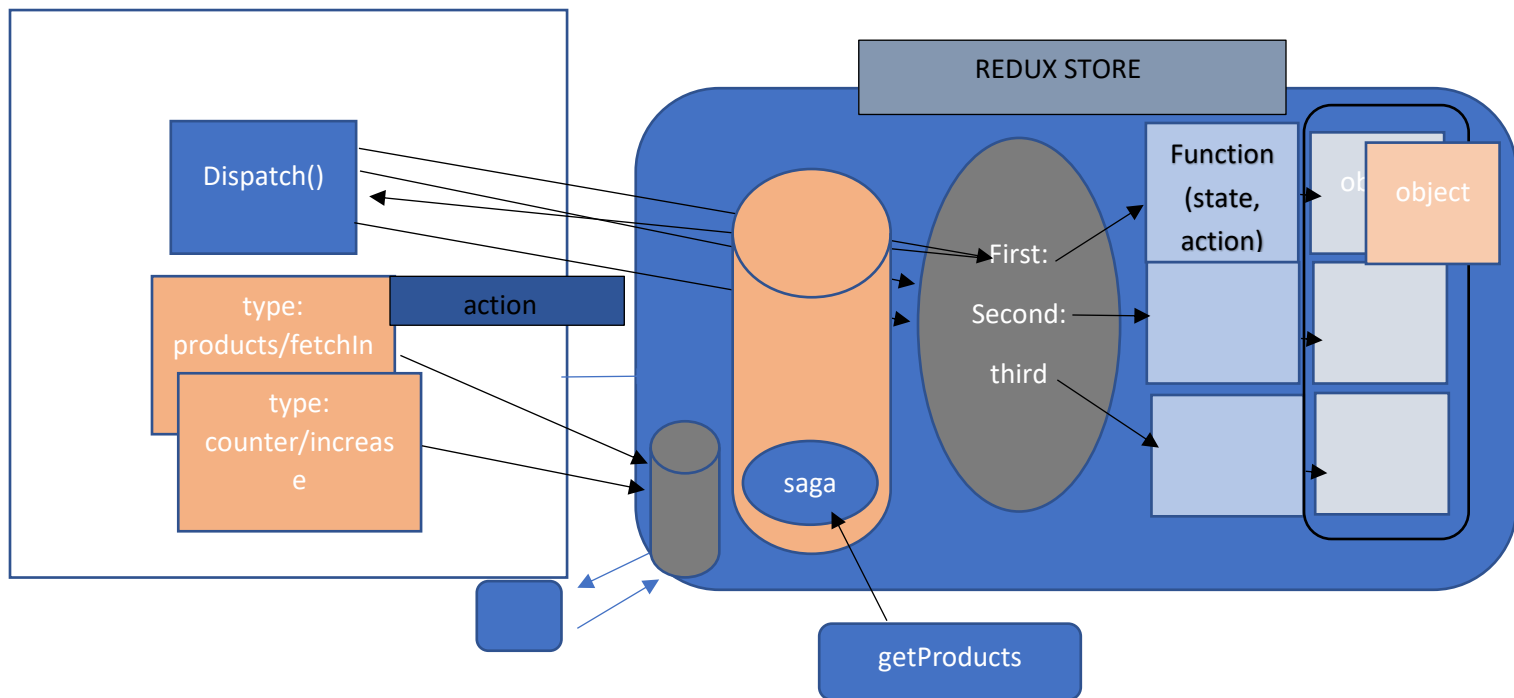 REDUX STORE
Dispatch()
Function
(state,
action)
object
First:
Second:
third
type:
products/fetchIn
action
type:
counter/increas
e
saga
getProducts